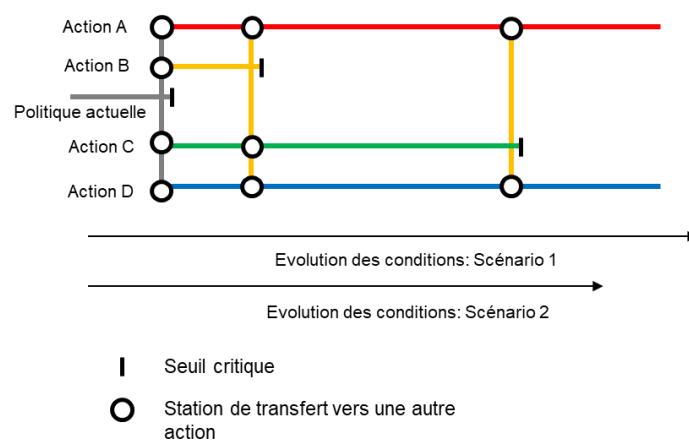 Action A
Action B
Politique actuelle
Action C
Action D
Evolution des conditions: Scénario 1
Evolution des conditions: Scénario 2
Seuil critique
Station de transfert vers une autre
action